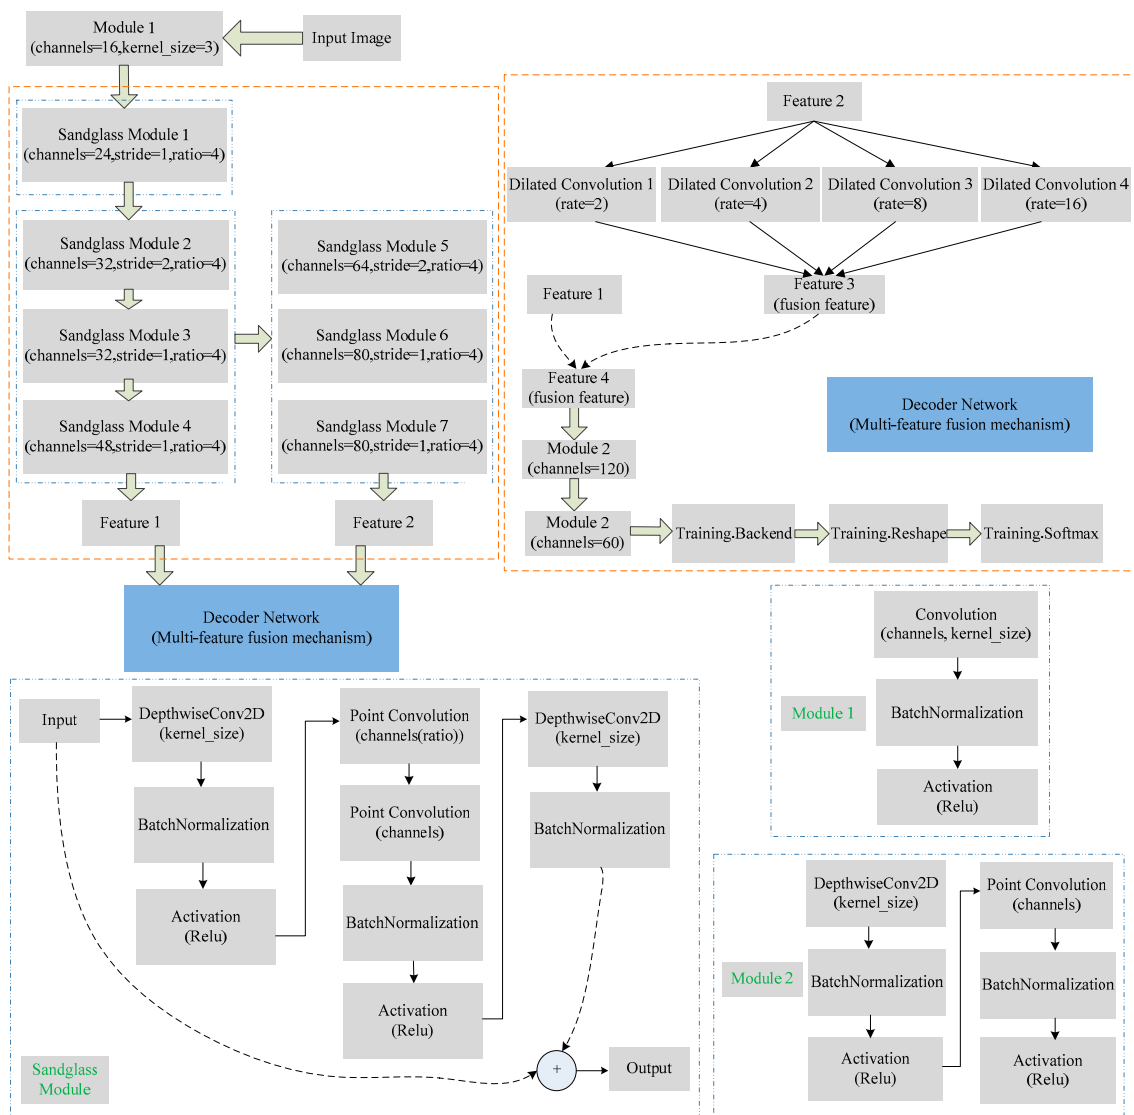 Module 1
(channels=16,kernel_size=3)
Input Image
Sandglass Module 1
(channels=24,stride=1,ratio=4)
Sandglass Module 2
(channels=32,stride=2,ratio=4)
Sandglass Module 3
(channels=32,stride=1,ratio=4)
Sandglass Module 4
(channels=48,stride=1,ratio=4)
Sandglass Module 5
(channels=64,stride=2,ratio=4)
Sandglass Module 6
(channels=80,stride=1,ratio=4)
Sandglass Module 7
(channels=80,stride=1,ratio=4)
Feature 1
Feature 2
Decoder Network
(Multi-feature fusion mechanism)
Feature 2
Dilated Convolution 1
(rate=2)
Dilated Convolution 2
(rate=4)
Dilated Convolution 3
(rate=8)
Dilated Convolution 4
(rate=16)
Feature 1
Feature 3
(fusion feature)
Feature 4
(fusion feature)
Module 2
(channels=120)
Module 2
(channels=60)
Training.Backend
Training.Reshape
Training.Softmax
Decoder Network
(Multi-feature fusion mechanism)
Input
DepthwiseConv2D
(kernel_size)
BatchNormalization
Activation
(Relu)
Point Convolution
(channels(ratio))
Point Convolution
(channels)
BatchNormalization
Activation
(Relu)
DepthwiseConv2D
(kernel_size)
BatchNormalization
+
Output
Sandglass
Module
Convolution
(channels, kernel_size)
Module 1
BatchNormalization
Activation
(Relu)
DepthwiseConv2D
(kernel_size)
Module 2
BatchNormalization
Activation
(Relu)
Point Convolution
(channels)
BatchNormalization
Activation
(Relu)